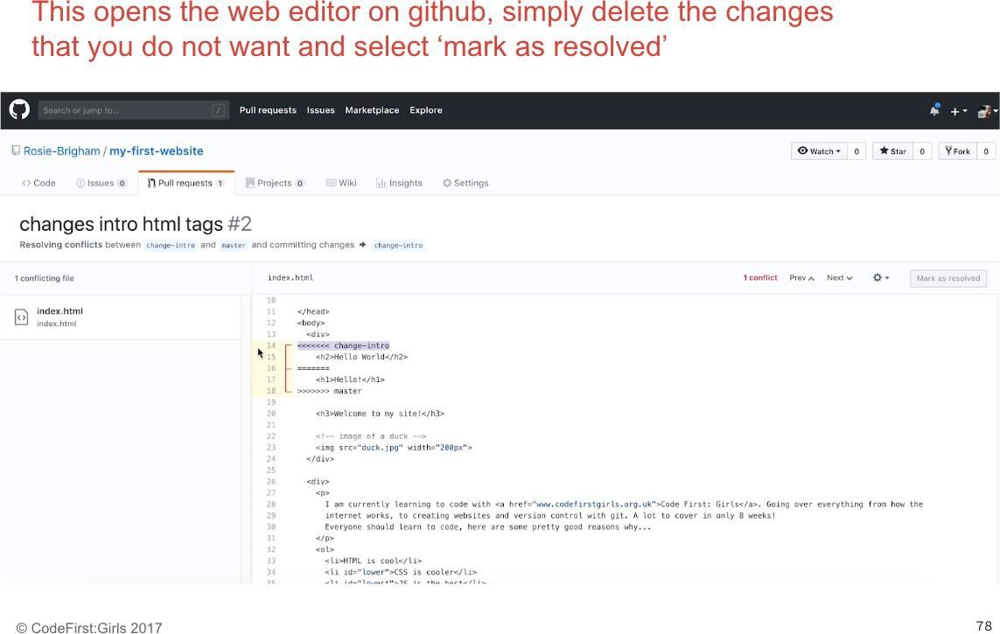 This opens the web editor on github, simply delete the changes
that you do not want and select ‘mark as resolved’
Search or jump to... / Pull requests Issues Marketplace Explore
Rosie-Brigham / my-first-website Watch 0 Star 0 Fork 0
Code Issues 0 Pull requests 1 Projects 0 Wiki Insights Settings
changes intro html tags #2
Resolving conflicts between change-intro and master and committing changes → change-intro
1 conflicting file
index.html
index.html
index.html 1 conflict Prev Next Mark as resolved
10
11 </head>
12 <body>
13 <div>
14 <<<<<<< change-intro
15 <h2>Hello World</h2>
16 =======
17 <h1>Hello!</h1>
18 >>>>>>> master
19
20 <h3>Welcome to my site!</h3>
21
22 <!-- image of a duck -->
23 <img src="duck.jpg" width="200px">
24 </div>
25
26 <div>
27 <p>
28 I am currently learning to code with <a href="www.codefirstgirls.org.uk">Code First: Girls</a>. Going over everything from how the
29 internet works, to creating websites and version control with git. A lot to cover in only 8 weeks!
30 Everyone should learn to code, here are some pretty good reasons why...
31 </p>
32 <ol>
33 <li>HTML is cool</li>
34 <li id="lower">CSS is cooler</li>
35 <li id="lowest">JS is the best</li>
© CodeFirst:Girls 2017
78